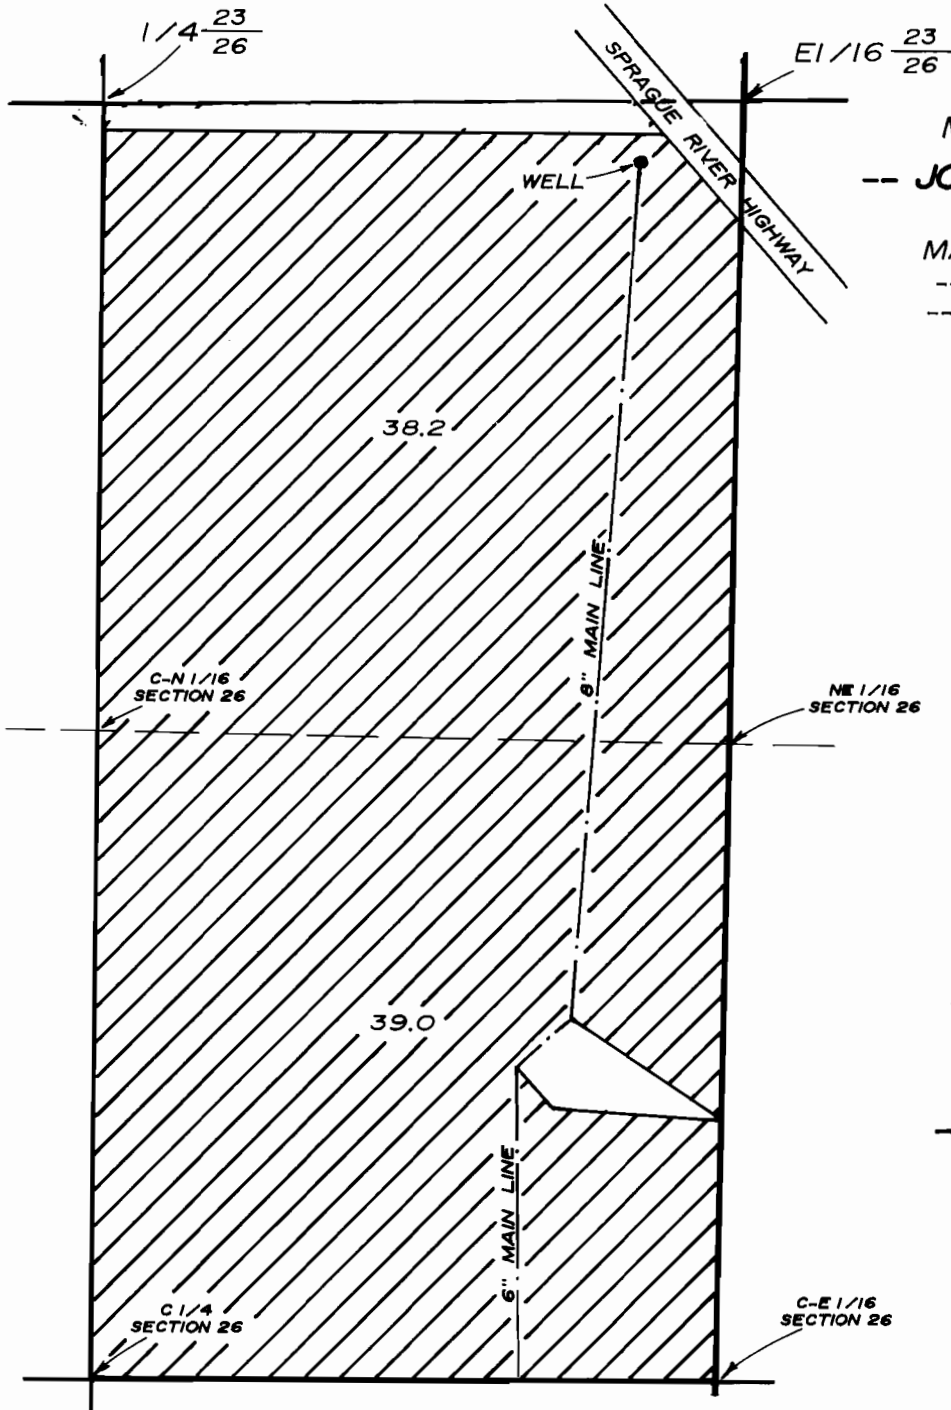 1/4 23
26
E1/16 23
26
SPRAGUE RIVER HIGHWAY
WELL
-- JO
38.2
8" MAIN LINE
C-N 1/16
SECTION 26
NE 1/16
SECTION 26
39.0
6" MAIN LINE
C 1/4
SECTION 26
C-E 1/16
SECTION 26